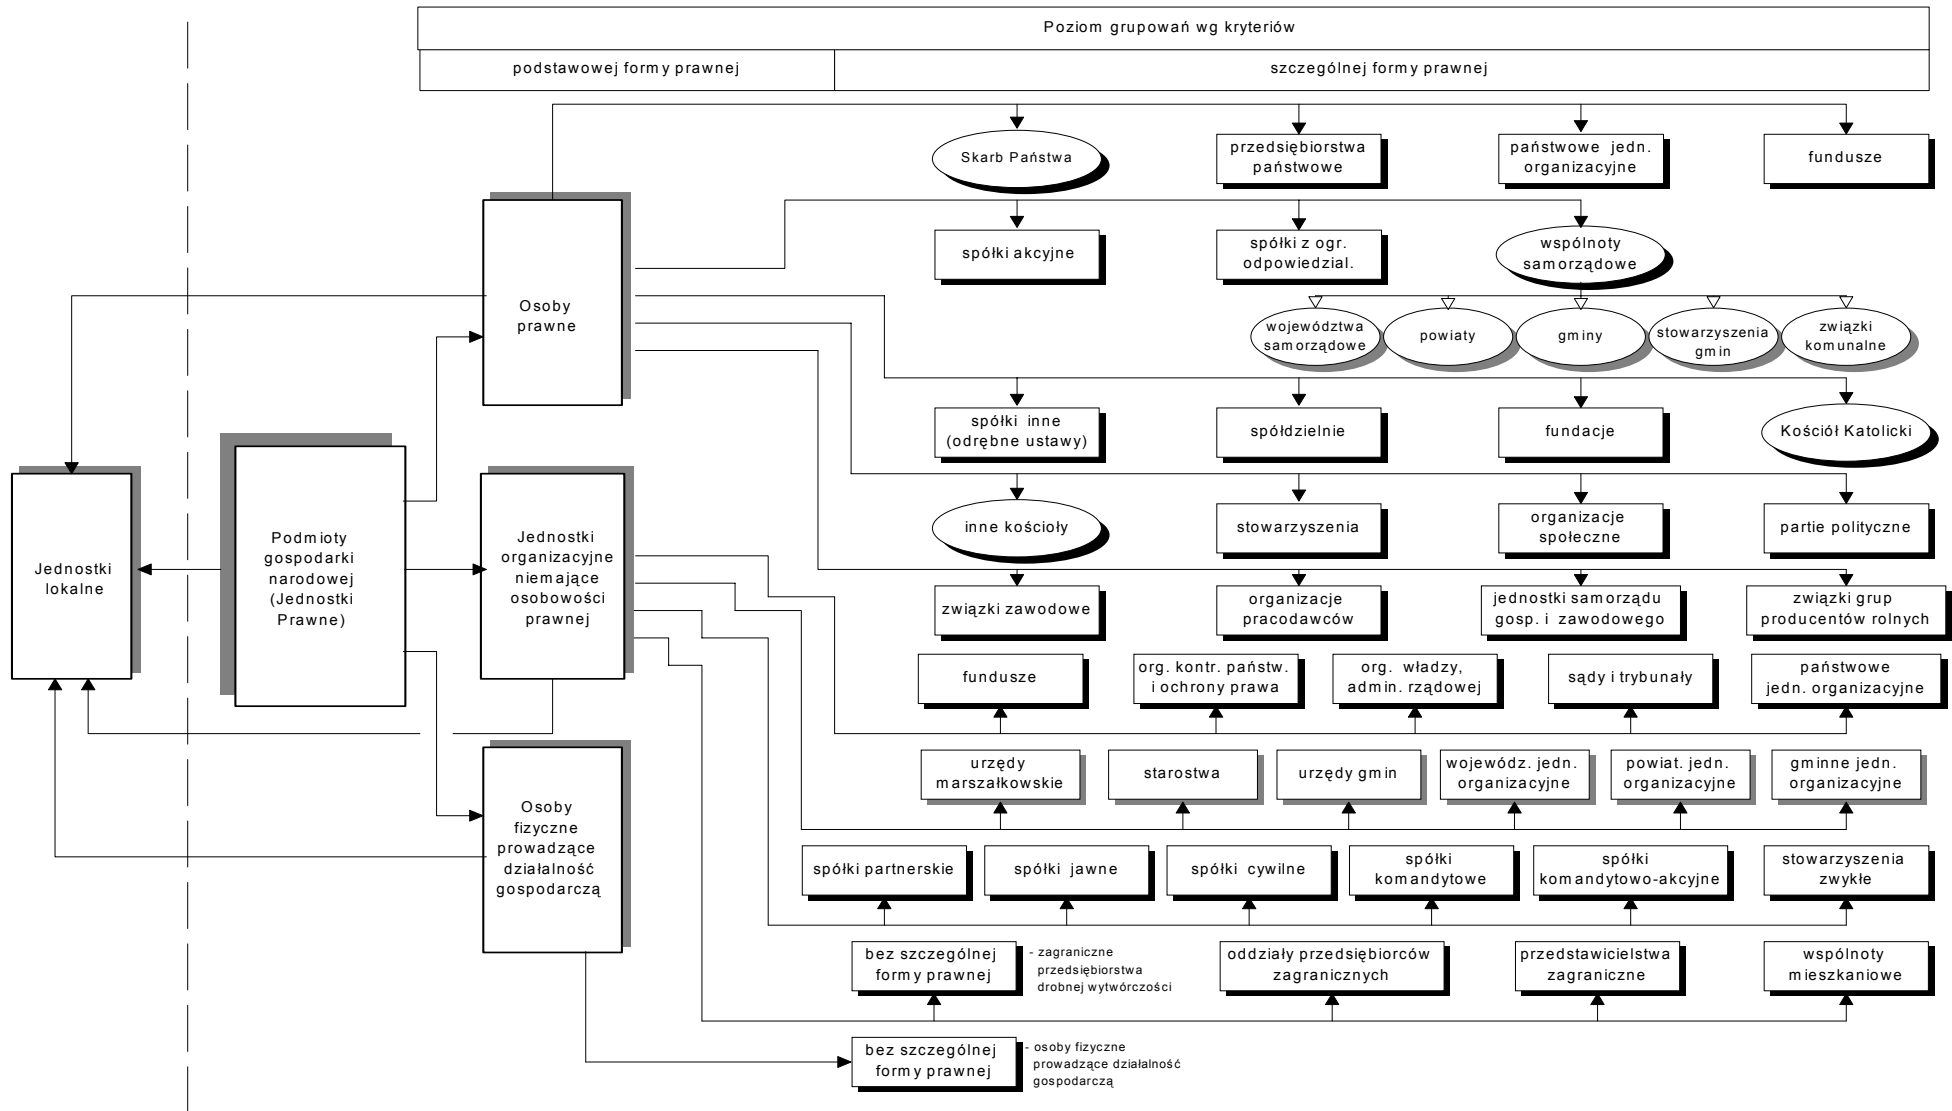 Poziom grupowań wg kryteriów
podstawowej formy prawnej
szczególnej formy prawnej
Skarb Państwa
przedsiębiorstwa
państwowe
państwowe jedn.
organizacyjne
fundusze
Osoby
prawne
spółki akcyjne
spółki z ogr.
odpowiedzial.
wspólnoty
samorządowe
województwa
samorządowe
powiaty
gminy
stowarzyszenia
gmin
związki
komunalne
spółki inne
(odrębne ustawy)
spółdzielnie
fundacje
Kościół Katolicki
inne kościoły
stowarzyszenia
organizacje
społeczne
partie polityczne
związki zawodowe
organizacje
pracodawców
jednostki samorządu
gosp. i zawodowego
związki grup
producentów rolnych
Jednostki
lokalne
Podmioty
gospodarki
narodowej
(Jednostki
Prawne)
Jednostki
organizacyjne
niemające
osobowości
prawnej
fundusze
org. kontr. państw.
i ochrony prawa
org. władzy,
admin. rządowej
sądy i trybunały
państwowe
jedn. organizacyjne
urzędy
marszałkowskie
starostwa
urzędy gmin
wojewódz. jedn.
organizacyjne
powiat. jedn.
organizacyjne
gminne jedn.
organizacyjne
Osoby
fizyczne
prowadzące
działalność
gospodarczą
spółki partnerskie
spółki jawne
spółki cywilne
spółki
komandytowe
spółki
komandytowo-akcyjne
stowarzyszenia
zwykłe
bez szczególnej
formy prawnej
- zagraniczne
przedsiębiorstwa
drobnej wytwórczości
oddziały przedsiębiorców
zagranicznych
przedstawicielstwa
zagraniczne
wspólnoty
mieszkaniowe
bez szczególnej
formy prawnej
- osoby fizyczne
prowadzące działalność
gospodarczą